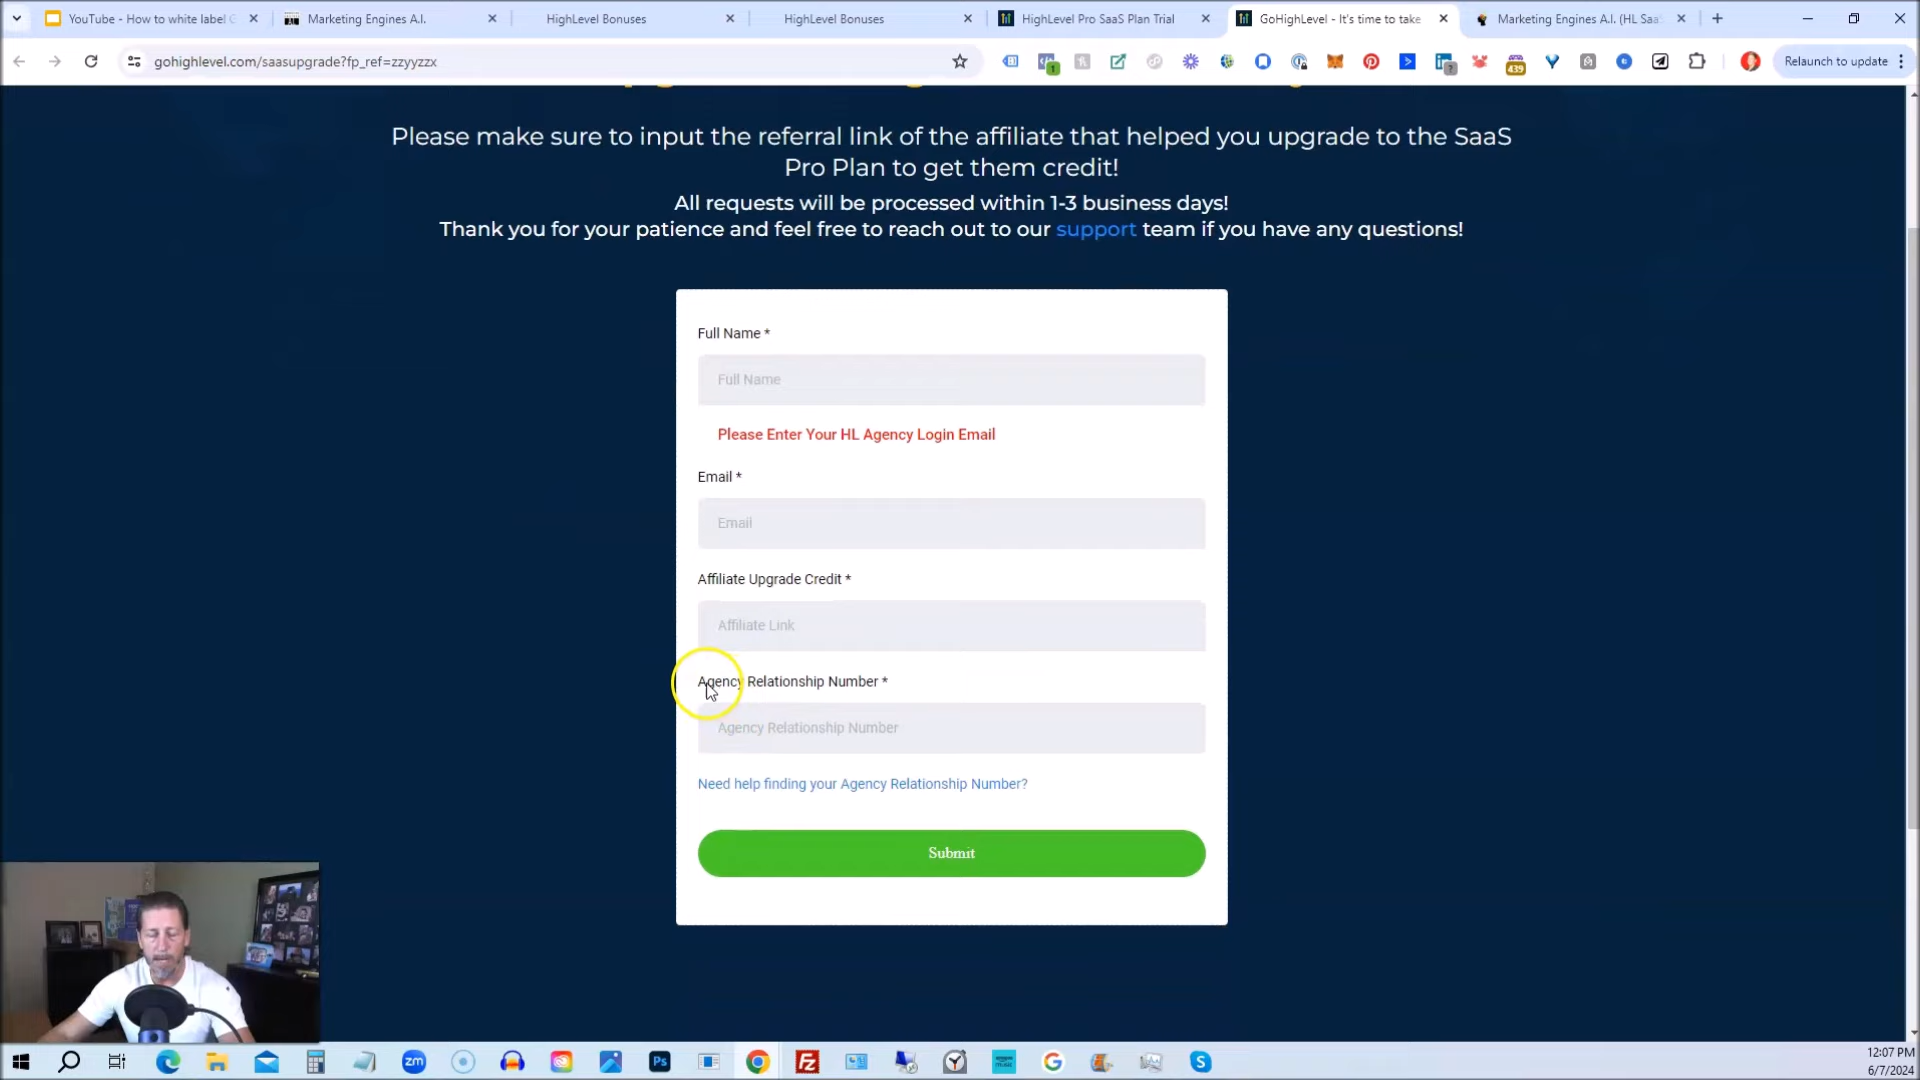 YouTube - How to white label G
Marketing Engines A.I.
HighLevel Bonuses
HighLevel Bonuses
HighLevel Pro SaaS Plan Trial
GoHighLevel - It's time to take
Marketing Engines A.I. (HL Saa
gohighlevel.com/saasupgrade?fp_ref=zzyyzzx
1
?
439
Relaunch to update
Please make sure to input the referral link of the affiliate that helped you upgrade to the SaaS
Pro Plan to get them credit!
All requests will be processed within 1-3 business days!
Thank you for your patience and feel free to reach out to our support team if you have any questions!
Full Name *
Full Name
Please Enter Your HL Agency Login Email
Email *
Email
Affiliate Upgrade Credit *
Affiliate Link
Agency Relationship Number *
Agency Relationship Number
Need help finding your Agency Relationship Number?
Submit
zm
Ps
12:07 PM
6/7/2024